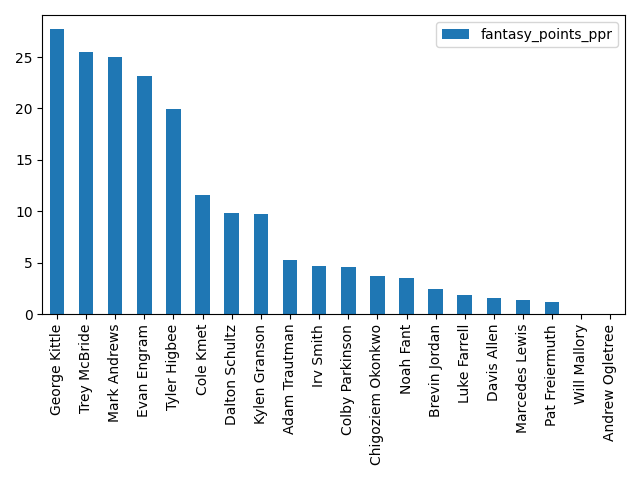 fantasy_points_ppr
25
20
15
10
5
0
George Kittle
Trey McBride
Mark Andrews
Evan Engram
Tyler Higbee
Cole Kmet
Dalton Schultz
Kylen Granson
Adam Trautman
Irv Smith
Colby Parkinson
Chigoziem Okonkwo
Noah Fant
Brevin Jordan
Luke Farrell
Davis Allen
Marcedes Lewis
Pat Freiermuth
Will Mallory
Andrew Ogletree